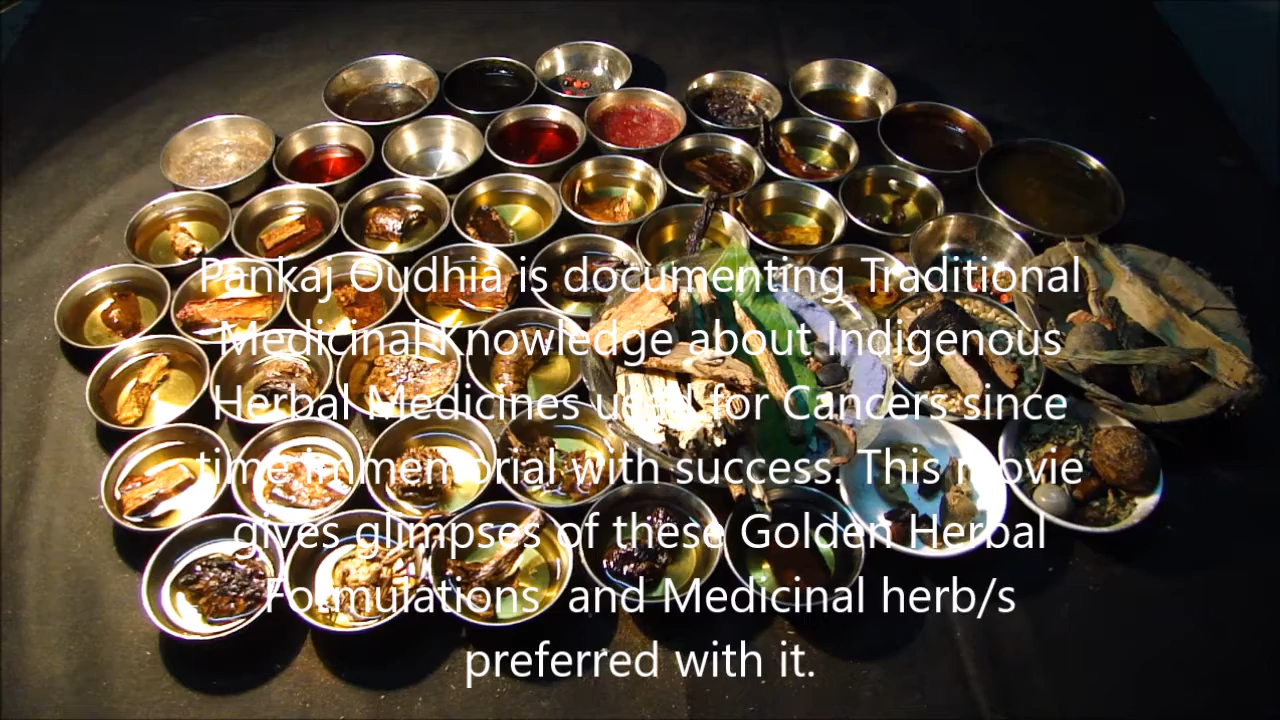 Pankaj Oudhia is documenting Traditional
Medicinal Knowledge about Indigenous
Herbal Medicines used for Cancers since
time immemorial with success. This movie
gives glimpses of these Golden Herbal
Formulations  and Medicinal herb/s
preferred with it.